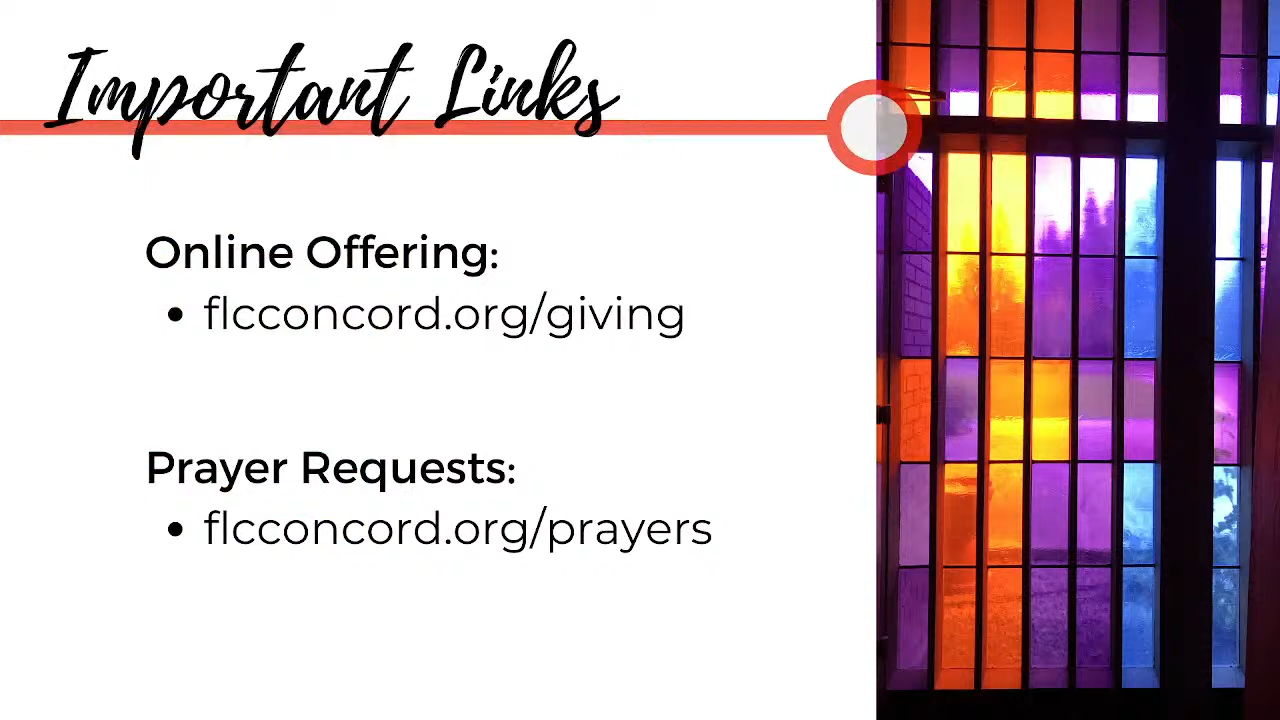 Important Links
Online Offering:
• flcconcord.org/giving
Prayer Requests:
• flcconcord.org/prayers